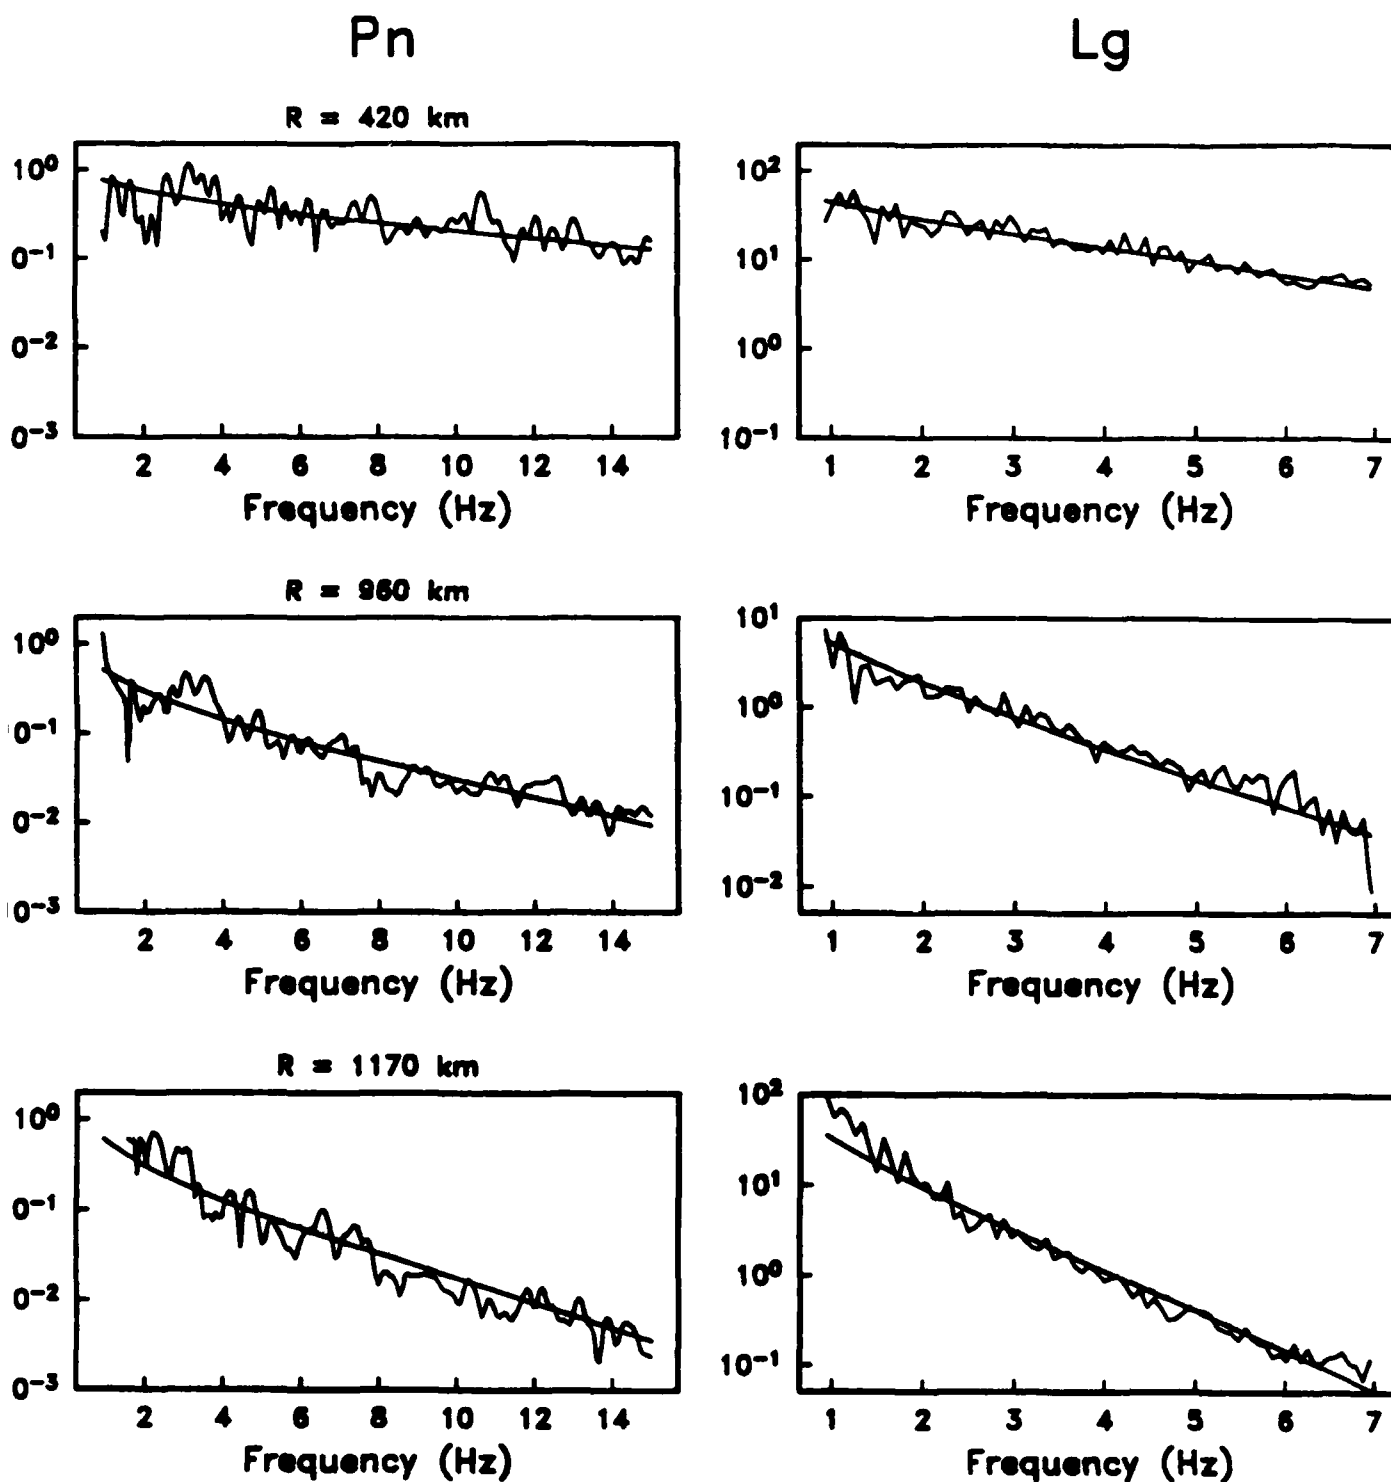 Pn Lg
R = 420 km
10⁰ 10²
10⁻¹ 10¹
0⁻² 10⁰
0⁻³ 10⁻¹
2 4 6 8 10 12 14 1 2 3 4 5 6 7
Frequency (Hz) Frequency (Hz)
R = 960 km
10⁰ 10¹
0⁻¹ 10⁰
0⁻² 10⁻¹
0⁻³ 10⁻²
2 4 6 8 10 12 14 1 2 3 4 5 6 7
Frequency (Hz) Frequency (Hz)
R = 1170 km
10⁰ 10²
0⁻¹ 10¹
0⁻² 10⁰
0⁻³ 10⁻¹
2 4 6 8 10 12 14 1 2 3 4 5 6 7
Frequency (Hz) Frequency (Hz)